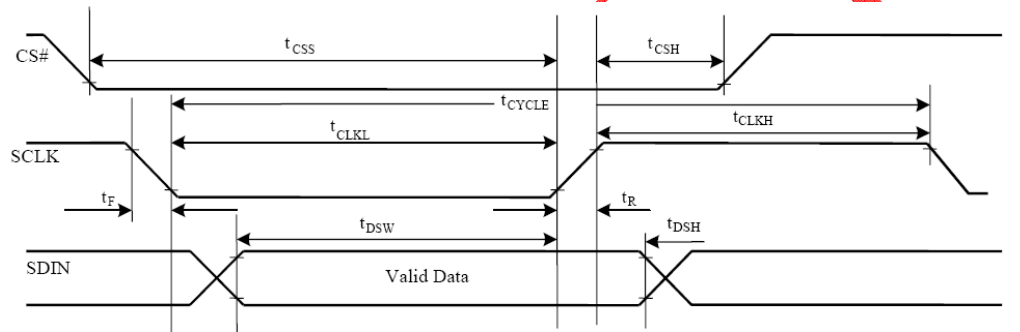 CS#
tCSS
tCSH
tCYCLE
tCLKL
tCLKH
SCLK
tF
tR
tDSW
tDSH
SDIN
Valid Data